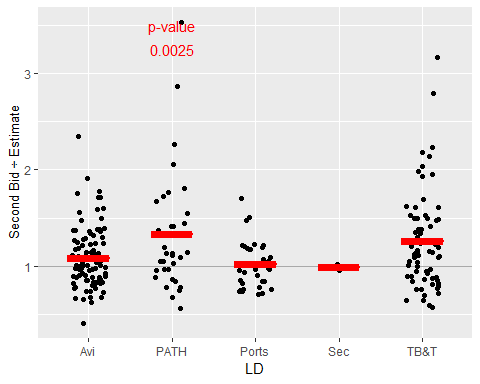 p-value
0.0025
3
2
1
Second Bid ÷ Estimate
Avi
PATH
Ports
Sec
TB&T
LD